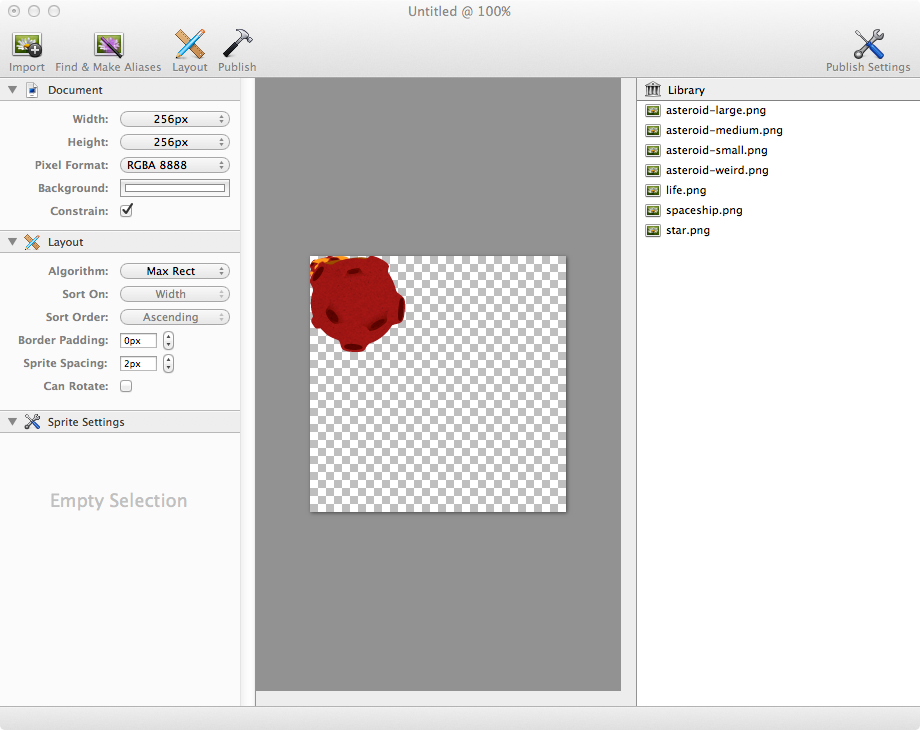 Untitled @ 100%
Import
Find & Make Aliases
Layout
Publish
Publish Settings
Document
Width: 256px
Height: 256px
Pixel Format: RGBA 8888
Background:
Constrain:
Layout
Algorithm: Max Rect
Sort On: Width
Sort Order: Ascending
Border Padding: 0px
Sprite Spacing: 2px
Can Rotate:
Sprite Settings
Empty Selection
Library
asteroid-large.png
asteroid-medium.png
asteroid-small.png
asteroid-weird.png
life.png
spaceship.png
star.png